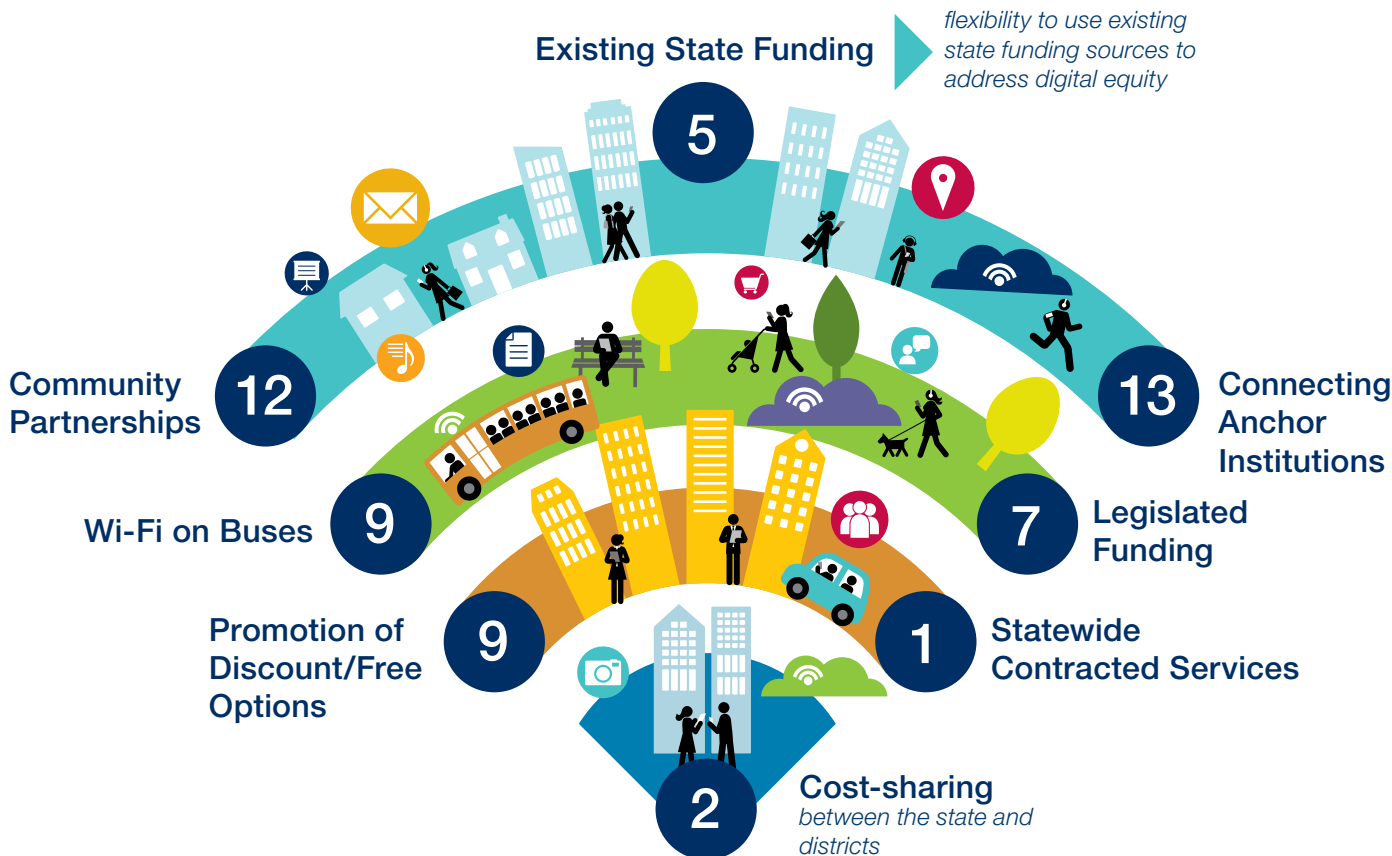 Existing State Funding
flexibility to use existing
state funding sources to
address digital equity
5
12
Community
Partnerships
13
Connecting
Anchor
Institutions
9
Wi-Fi on Buses
7
Legislated
Funding
9
Promotion of
Discount/Free
Options
1
Statewide
Contracted Services
2
Cost-sharing
between the state and
districts